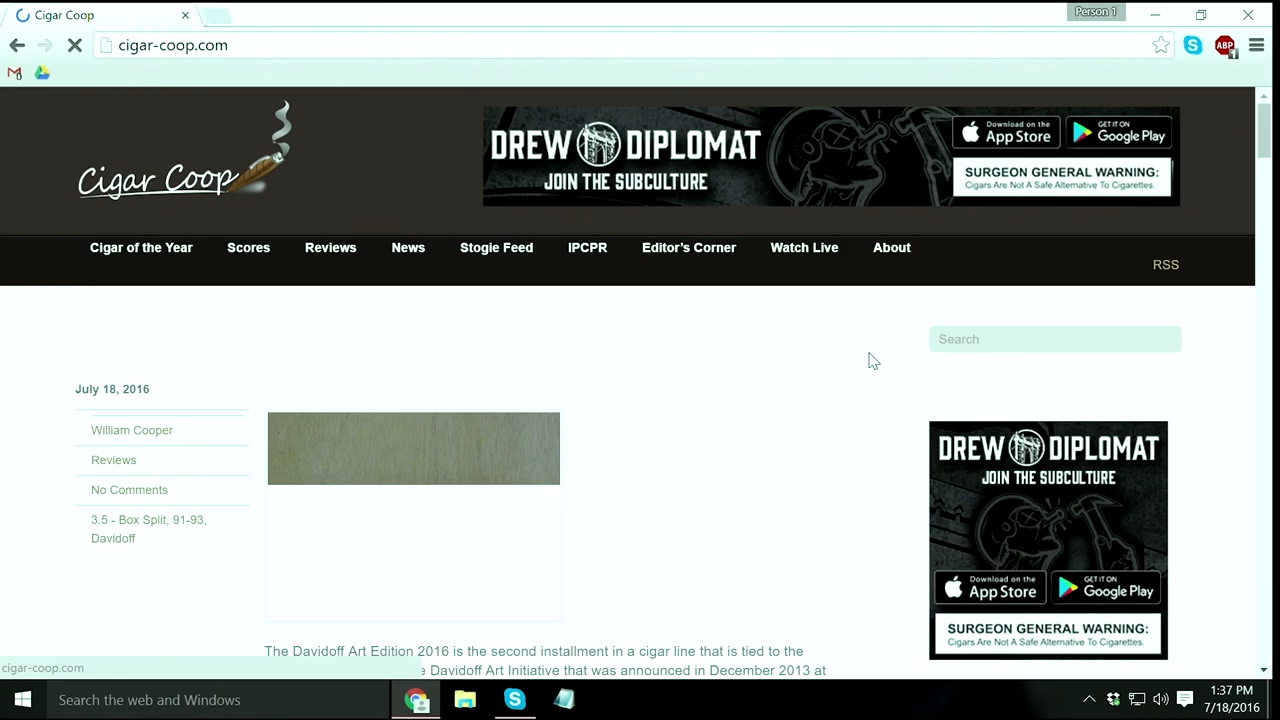 Cigar Coop
Person 1
cigar-coop.com
ABP
1
Cigar Coop
DREW DIPLOMAT
JOIN THE SUBCULTURE
Download on the
App Store
GET IT ON
Google Play
SURGEON GENERAL WARNING:
Cigars Are Not A Safe Alternative To Cigarettes.
Cigar of the Year Scores Reviews News Stogie Feed IPCPR Editor's Corner Watch Live About
RSS
Search
July 18, 2016
William Cooper
Reviews
No Comments
3.5 - Box Split, 91-93,
Davidoff
DREW DIPLOMAT
JOIN THE SUBCULTURE
Download on the
App Store
GET IT ON
Google Play
SURGEON GENERAL WARNING:
Cigars Are Not A Safe Alternative To Cigarettes.
The Davidoff Art Edition 2016 is the second installment in a cigar line that is tied to the
e Davidoff Art Initiative that was announced in December 2013 at
cigar-coop.com
Search the web and Windows
1:37 PM
7/18/2016